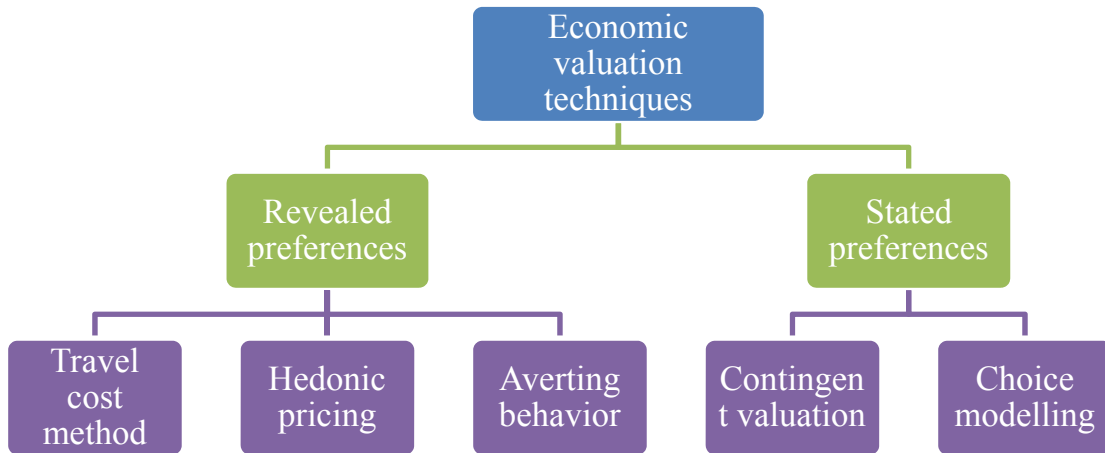 Economic
valuation
techniques
Revealed
preferences
Stated
preferences
Travel
cost
method
Hedonic
pricing
Averting
behavior
Contingen
t valuation
Choice
modelling